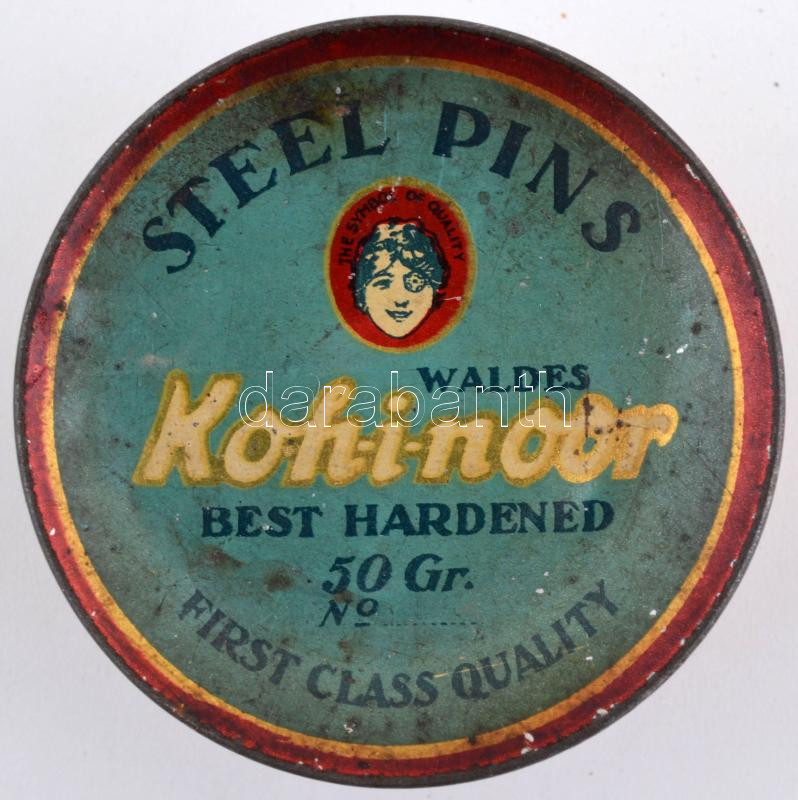 STEEL PINS
THE SYMBOL OF QUALITY
WALDES
Koh-i-noor
darabanth
BEST HARDENED
50 Gr.
No
FIRST CLASS QUALITY